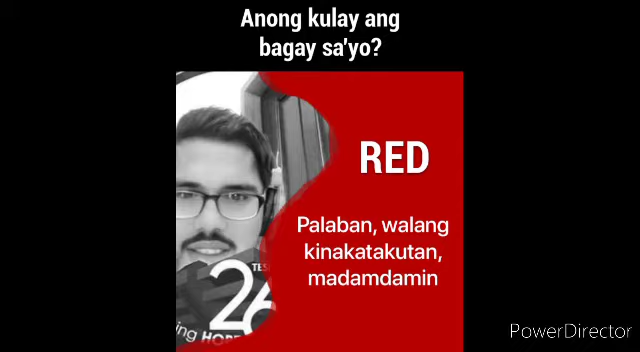 Anong kulay ang
bagay sa'yo?
RED
Palaban, walang
kinakatakutan,
madamdamin
26
PowerDirector